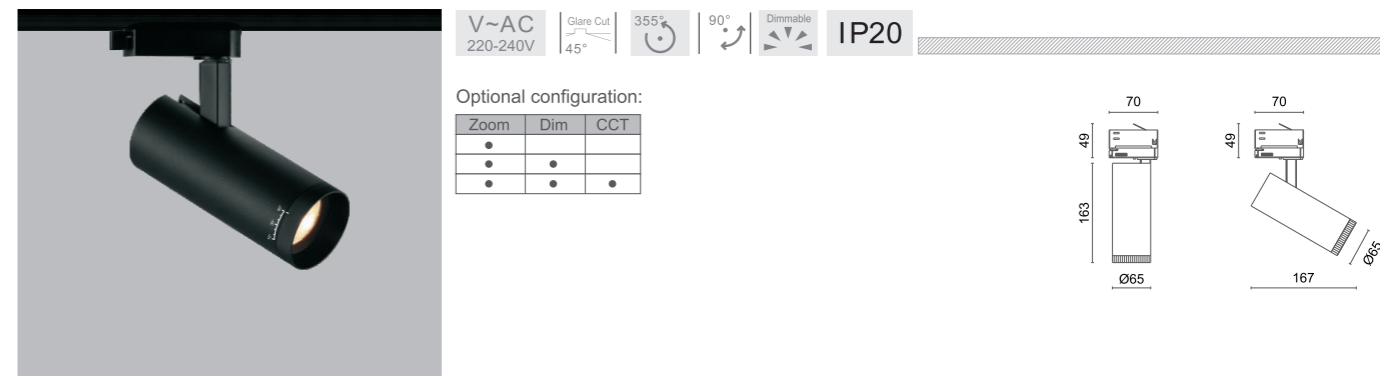 V~AC
220-240V
Glare Cut
45°
355°
90°
Dimmable
IP20
Optional configuration:
Zoom Dim CCT
70
49
163
Ø65
70
49
Ø65
167